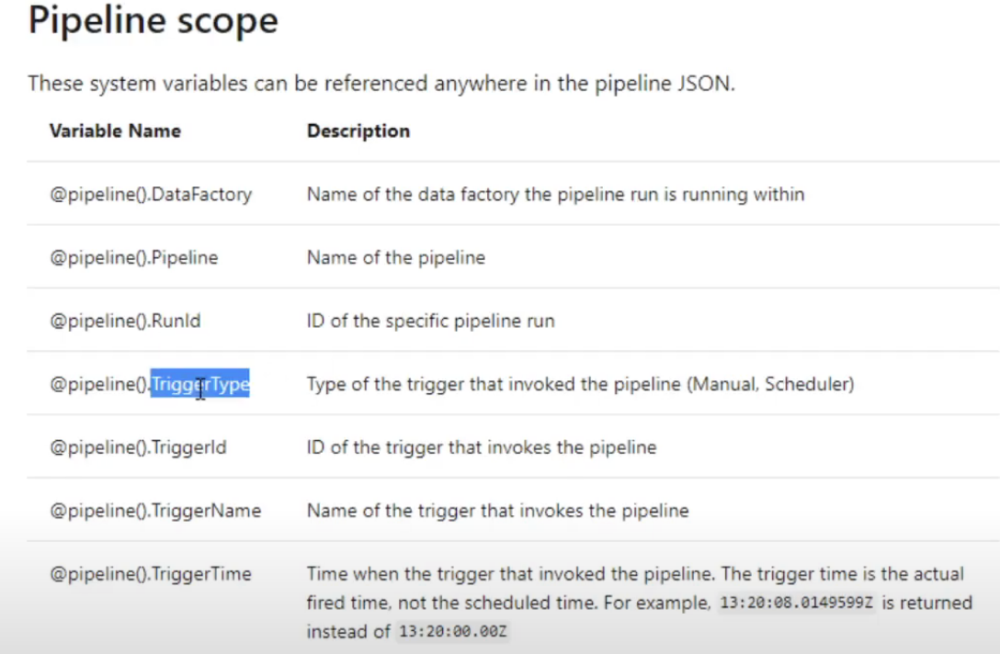 Pipeline scope
These system variables can be referenced anywhere in the pipeline JSON.
Variable Name Description
@pipeline().DataFactory Name of the data factory the pipeline run is running within
@pipeline().Pipeline Name of the pipeline
@pipeline().RunId ID of the specific pipeline run
@pipeline().TriggerType Type of the trigger that invoked the pipeline (Manual, Scheduler)
@pipeline().TriggerId ID of the trigger that invokes the pipeline
@pipeline().TriggerName Name of the trigger that invokes the pipeline
@pipeline().TriggerTime Time when the trigger that invoked the pipeline. The trigger time is the actual
fired time, not the scheduled time. For example, 13:20:08.0149599Z is returned
instead of 13:20:00.00Z